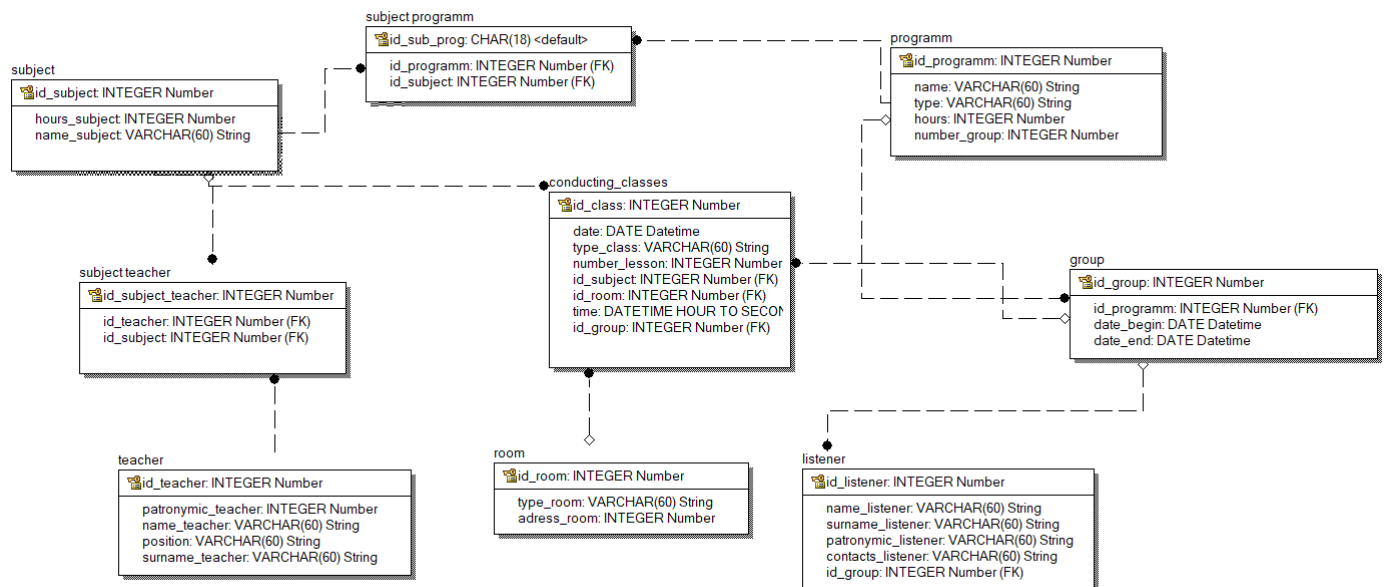 subject programm
id_sub_prog: CHAR(18) <default>
id_programm: INTEGER Number (FK)
id_subject: INTEGER Number (FK)
programm
id_programm: INTEGER Number
name: VARCHAR(60) String
type: VARCHAR(60) String
hours: INTEGER Number
number_group: INTEGER Number
subject
id_subject: INTEGER Number
hours_subject: INTEGER Number
name_subject: VARCHAR(60) String
conducting_classes
id_class: INTEGER Number
date: DATE Datetime
type_class: VARCHAR(60) String
number_lesson: INTEGER Number
id_subject: INTEGER Number (FK)
id_room: INTEGER Number (FK)
time: DATETIME HOUR TO SECON
id_group: INTEGER Number (FK)
group
id_group: INTEGER Number
id_programm: INTEGER Number (FK)
date_begin: DATE Datetime
date_end: DATE Datetime
subject teacher
id_subject_teacher: INTEGER Number
id_teacher: INTEGER Number (FK)
id_subject: INTEGER Number (FK)
teacher
id_teacher: INTEGER Number
patronymic_teacher: INTEGER Number
name_teacher: VARCHAR(60) String
position: VARCHAR(60) String
surname_teacher: VARCHAR(60) String
room
id_room: INTEGER Number
type_room: VARCHAR(60) String
adress_room: INTEGER Number
listener
id_listener: INTEGER Number
name_listener: VARCHAR(60) String
surname_listener: VARCHAR(60) String
patronymic_listener: VARCHAR(60) String
contacts_listener: VARCHAR(60) String
id_group: INTEGER Number (FK)